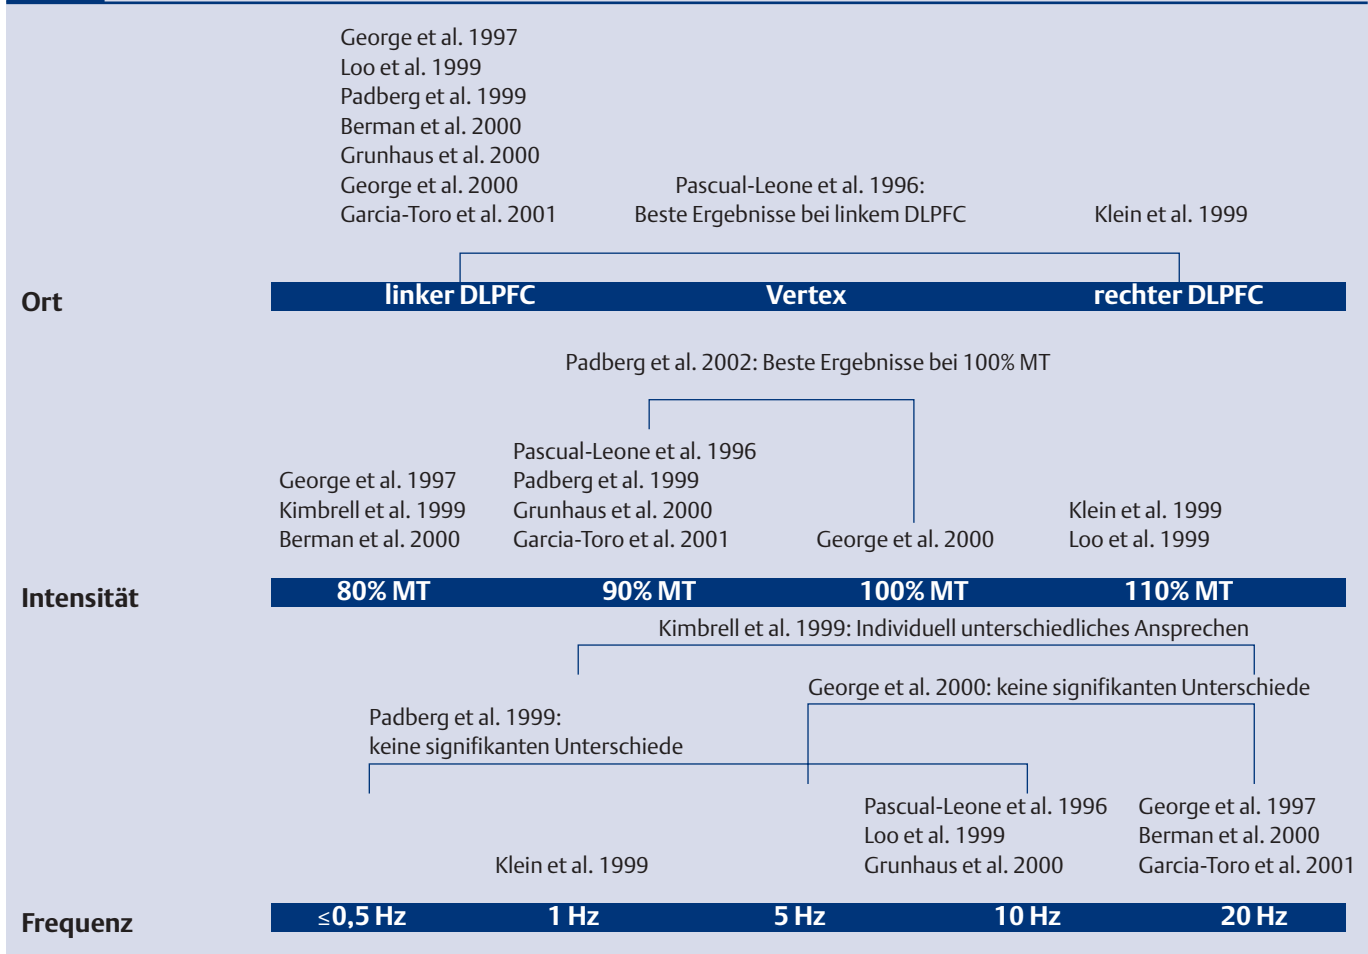 George et al. 1997
Loo et al. 1999
Padberg et al. 1999
Berman et al. 2000
Grunhaus et al. 2000
George et al. 2000
Garcia-Toro et al. 2001
Pascual-Leone et al. 1996:
Beste Ergebnisse bei linkem DLPFC
Klein et al. 1999
Ort
linker DLPFC
Vertex
rechter DLPFC
Padberg et al. 2002: Beste Ergebnisse bei 100% MT
George et al. 1997
Kimbrell et al. 1999
Berman et al. 2000
Pascual-Leone et al. 1996
Padberg et al. 1999
Grunhaus et al. 2000
Garcia-Toro et al. 2001
George et al. 2000
Klein et al. 1999
Loo et al. 1999
Intensität
80% MT
90% MT
100% MT
110% MT
Kimbrell et al. 1999: Individuell unterschiedliches Ansprechen
George et al. 2000: keine signifikanten Unterschiede
Padberg et al. 1999:
keine signifikanten Unterschiede
Klein et al. 1999
Pascual-Leone et al. 1996
Loo et al. 1999
Grunhaus et al. 2000
George et al. 1997
Berman et al. 2000
Garcia-Toro et al. 2001
Frequenz
≤0,5 Hz
1 Hz
5 Hz
10 Hz
20 Hz